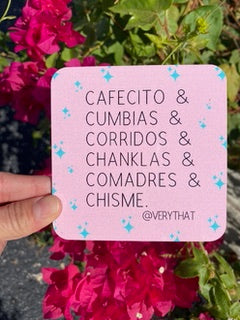 CAFECITO &
CUMBIAS &
CORRIDOS &
CHANKLAS &
COMADRES &
CHISME.
@VERYTHAT